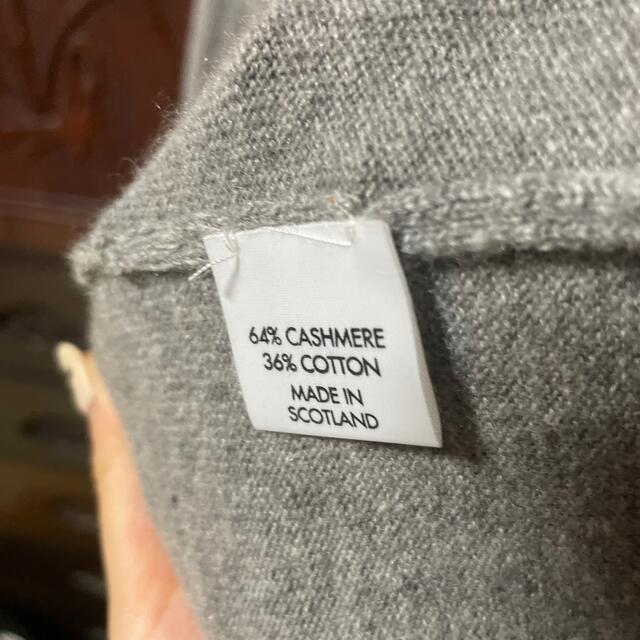 64% CASHMERE
36% COTTON
MADE IN
SCOTLAND